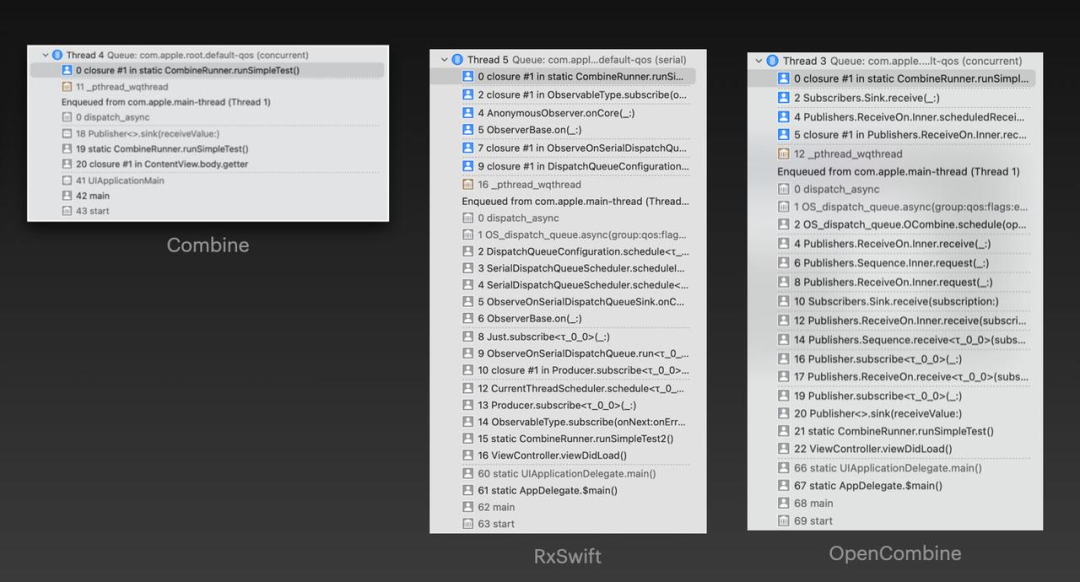 Thread 4 Queue: com.apple.root.default-qos (concurrent)
0 closure #1 in static CombineRunner.runSimpleTest()
11 _pthread_wqthread
Enqueued from com.apple.main-thread (Thread 1)
0 dispatch_async
18 Publisher<>.sink(receiveValue:)
19 static CombineRunner.runSimpleTest()
20 closure #1 in ContentView.body.getter
41 UIApplicationMain
42 main
43 start
Combine
Thread 5 Queue: com.appl...default-qos (serial)
0 closure #1 in static CombineRunner.runSi...
2 closure #1 in ObservableType.subscribe(o...
4 AnonymousObserver.onCore(_:)
5 ObserverBase.on(_:)
7 closure #1 in ObserveOnSerialDispatchQu...
9 closure #1 in DispatchQueueConfiguration...
16 _pthread_wqthread
Enqueued from com.apple.main-thread (Thread...
0 dispatch_async
1 OS_dispatch_queue.async(group:qos:flag...
2 DispatchQueueConfiguration.schedule<τ_...
3 SerialDispatchQueueScheduler.scheduleI...
4 SerialDispatchQueueScheduler.schedule<...
5 ObserveOnSerialDispatchQueueSink.onC...
6 ObserverBase.on(_:)
8 Just.subscribe<τ_0_0>(_:)
9 ObserveOnSerialDispatchQueue.run<τ_0_...
10 closure #1 in Producer.subscribe<τ_0_0>...
12 CurrentThreadScheduler.schedule<τ_0_...
13 Producer.subscribe<τ_0_0>(_:)
14 ObservableType.subscribe(onNext:onErr...
15 static CombineRunner.runSimpleTest2()
16 ViewController.viewDidLoad()
60 static UIApplicationDelegate.main()
61 static AppDelegate.$main()
62 main
63 start
RxSwift
Thread 3 Queue: com.apple....lt-qos (concurrent)
0 closure #1 in static CombineRunner.runSimpl...
2 Subscribers.Sink.receive(_:)
4 Publishers.ReceiveOn.Inner.scheduledRecei...
5 closure #1 in Publishers.ReceiveOn.Inner.rec...
12 _pthread_wqthread
Enqueued from com.apple.main-thread (Thread 1)
0 dispatch_async
1 OS_dispatch_queue.async(group:qos:flags:e...
2 OS_dispatch_queue.OCombine.schedule(op...
4 Publishers.ReceiveOn.Inner.receive(_:)
6 Publishers.Sequence.Inner.request(_:)
8 Publishers.ReceiveOn.Inner.request(_:)
10 Subscribers.Sink.receive(subscription:)
12 Publishers.ReceiveOn.Inner.receive(subscri...
14 Publishers.Sequence.receive<τ_0_0>(subs...
16 Publisher.subscribe<τ_0_0>(_:)
17 Publishers.ReceiveOn.receive<τ_0_0>(subs...
19 Publisher.subscribe<τ_0_0>(_:)
20 Publisher<>.sink(receiveValue:)
21 static CombineRunner.runSimpleTest()
22 ViewController.viewDidLoad()
66 static UIApplicationDelegate.main()
67 static AppDelegate.$main()
68 main
69 start
OpenCombine